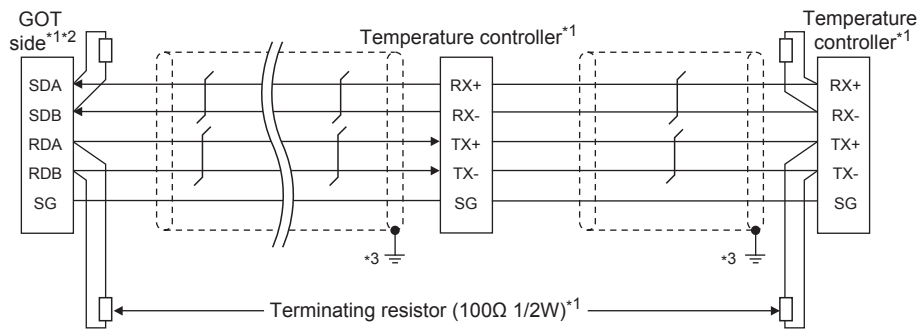 GOT
side*1*2
SDA
SDB
RDA
RDB
SG
Temperature controller*1
RX+
RX-
TX+
TX-
SG
Temperature
controller*1
RX+
RX-
TX+
TX-
SG
*3
*3
Terminating resistor (100Ω 1/2W)*1